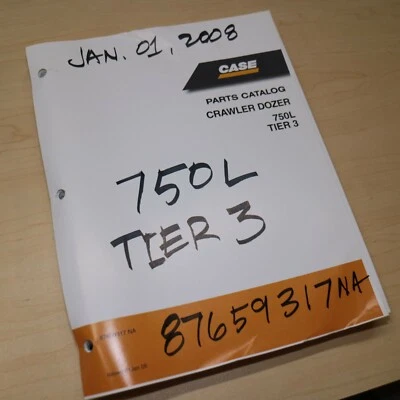 JAN. 01, 2008
CASE
PARTS CATALOG
CRAWLER DOZER
750L
TIER 3
750L
TIER 3
87659317NA